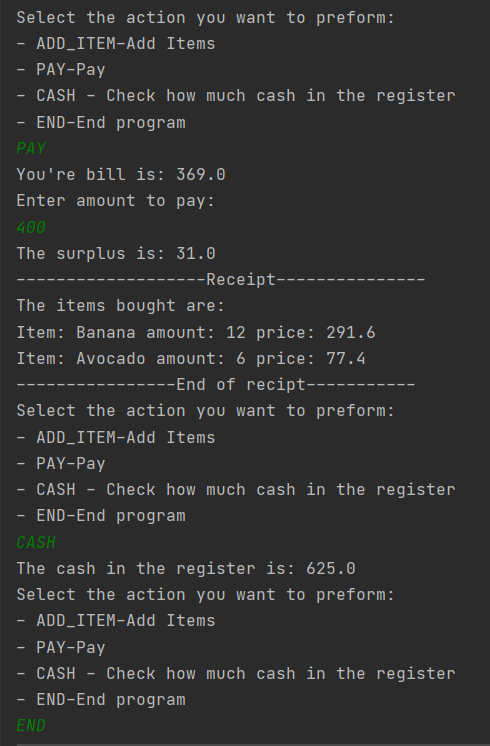 Select the action you want to preform:
- ADD_ITEM-Add Items
- PAY-Pay
- CASH - Check how much cash in the register
- END-End program
PAY
You're bill is: 369.0
Enter amount to pay:
400
The surplus is: 31.0
-------------------Receipt---------------
The items bought are:
Item: Banana amount: 12 price: 291.6
Item: Avocado amount: 6 price: 77.4
----------------End of recipt-----------
Select the action you want to preform:
- ADD_ITEM-Add Items
- PAY-Pay
- CASH - Check how much cash in the register
- END-End program
CASH
The cash in the register is: 625.0
Select the action you want to preform:
- ADD_ITEM-Add Items
- PAY-Pay
- CASH - Check how much cash in the register
- END-End program
END